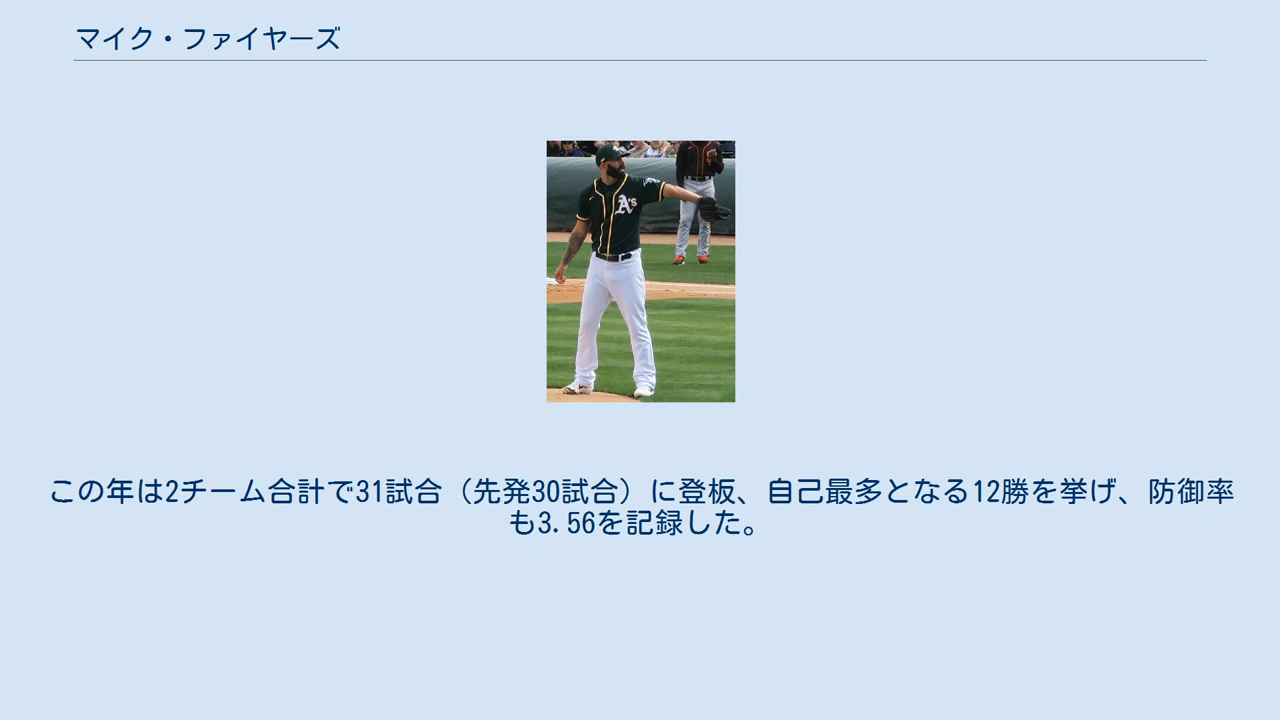 マイク・ファイヤーズ
A's
この年は2チーム合計で31試合（先発30試合）に登板、自己最多となる12勝を挙げ、防御率
も3.56を記録した。